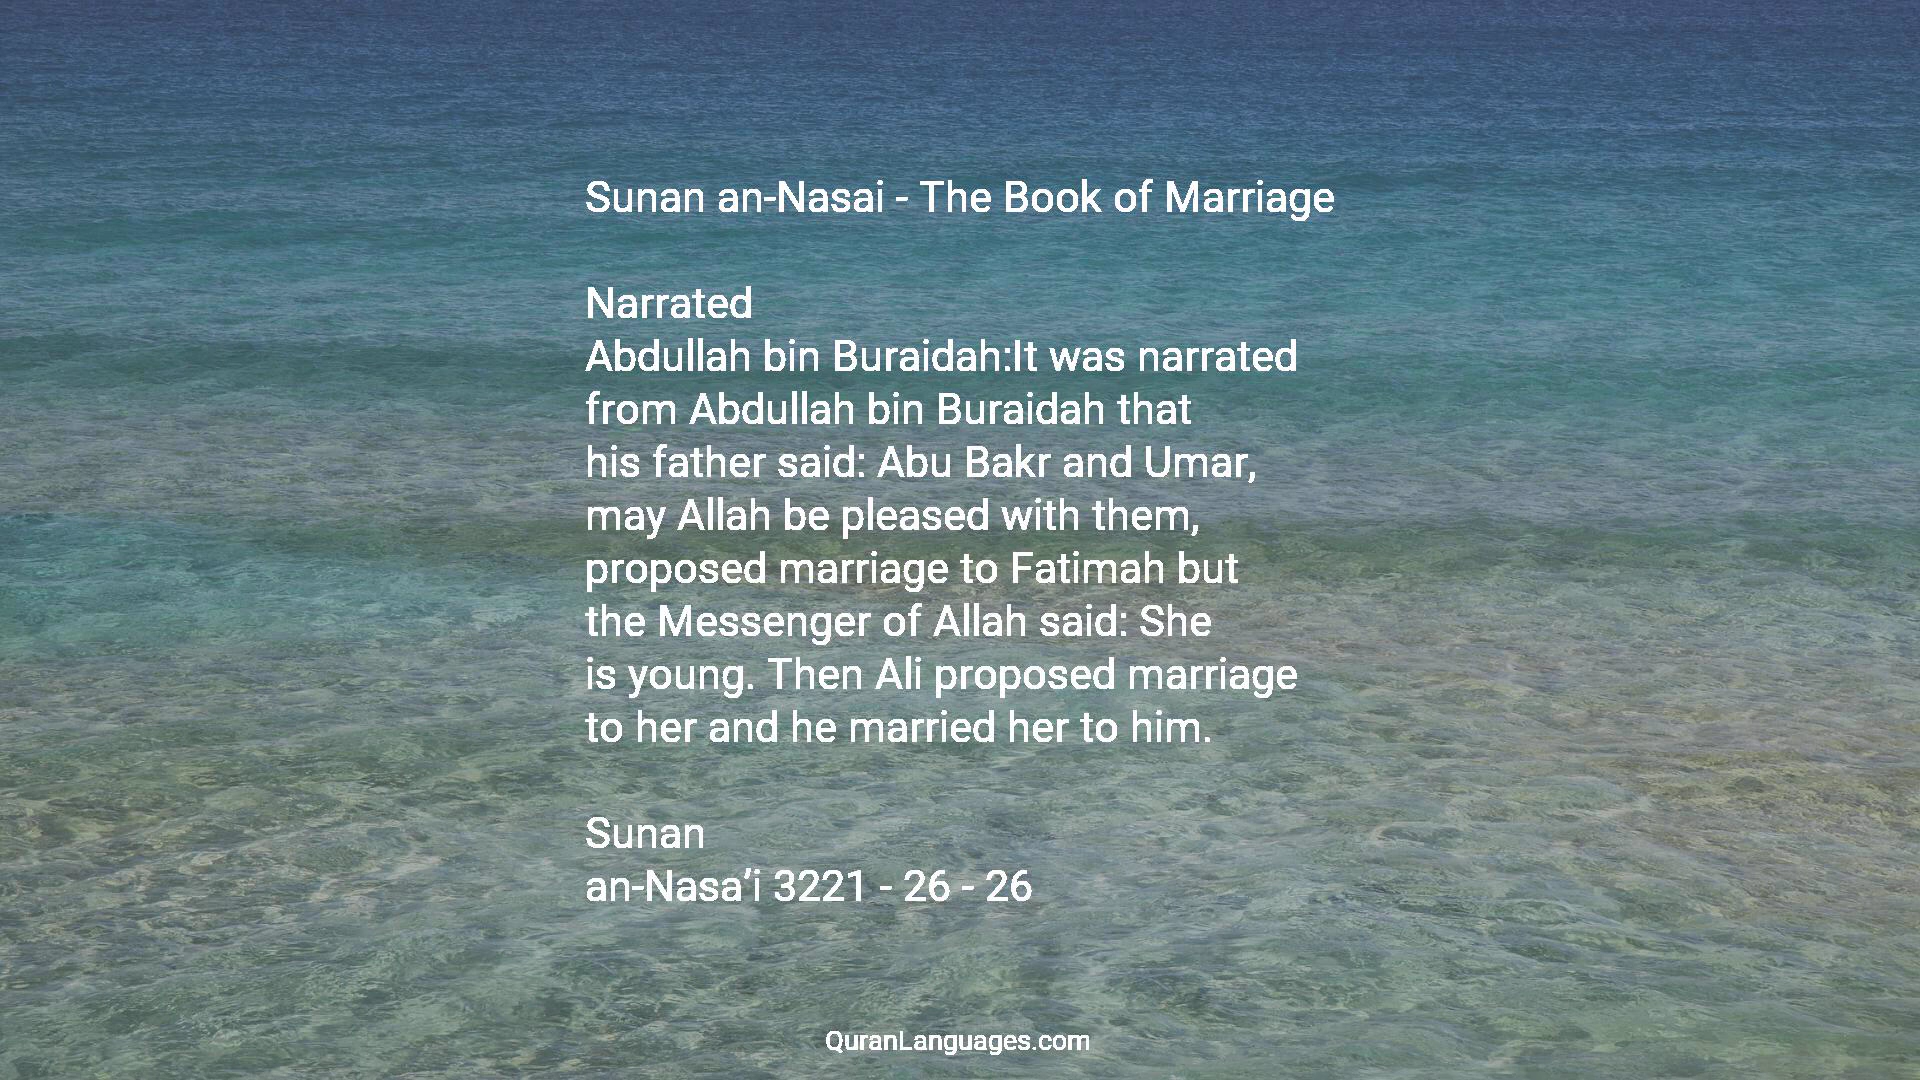 Sunan an-Nasai - The Book of Marriage
Narrated
Abdullah bin Buraidah:It was narrated
from Abdullah bin Buraidah that
his father said: Abu Bakr and Umar,
may Allah be pleased with them,
proposed marriage to Fatimah but
the Messenger of Allah said: She
is young. Then Ali proposed marriage
to her and he married her to him.
Sunan
an-Nasa’i 3221 - 26 - 26
QuranLanguages.com